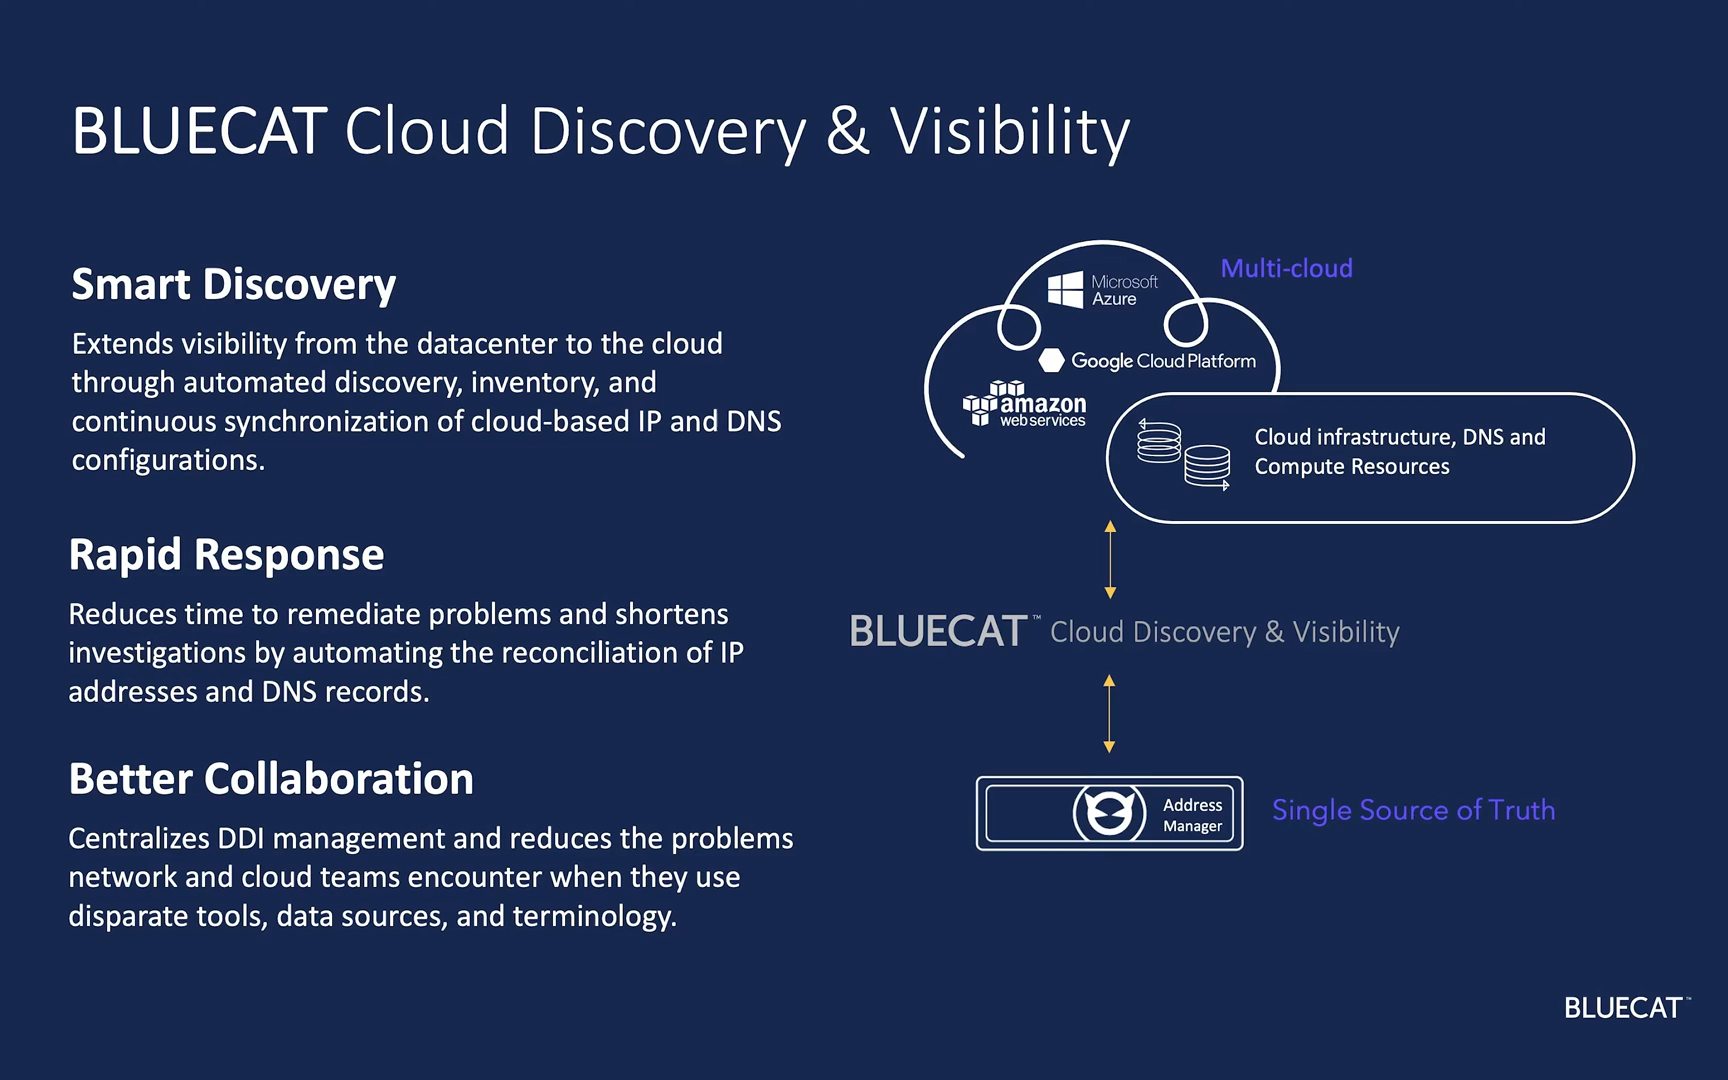 BLUECAT Cloud Discovery & Visibility
Smart Discovery
Extends visibility from the datacenter to the cloud
through automated discovery, inventory, and
continuous synchronization of cloud-based IP and DNS
configurations.
Rapid Response
Reduces time to remediate problems and shortens
investigations by automating the reconciliation of IP
addresses and DNS records.
Better Collaboration
Centralizes DDI management and reduces the problems
network and cloud teams encounter when they use
disparate tools, data sources, and terminology.
Multi-cloud
Microsoft
Azure
Google Cloud Platform
amazon
web services
Cloud infrastructure, DNS and
Compute Resources
BLUECAT™ Cloud Discovery & Visibility
Address
Manager
Single Source of Truth
BLUECAT™